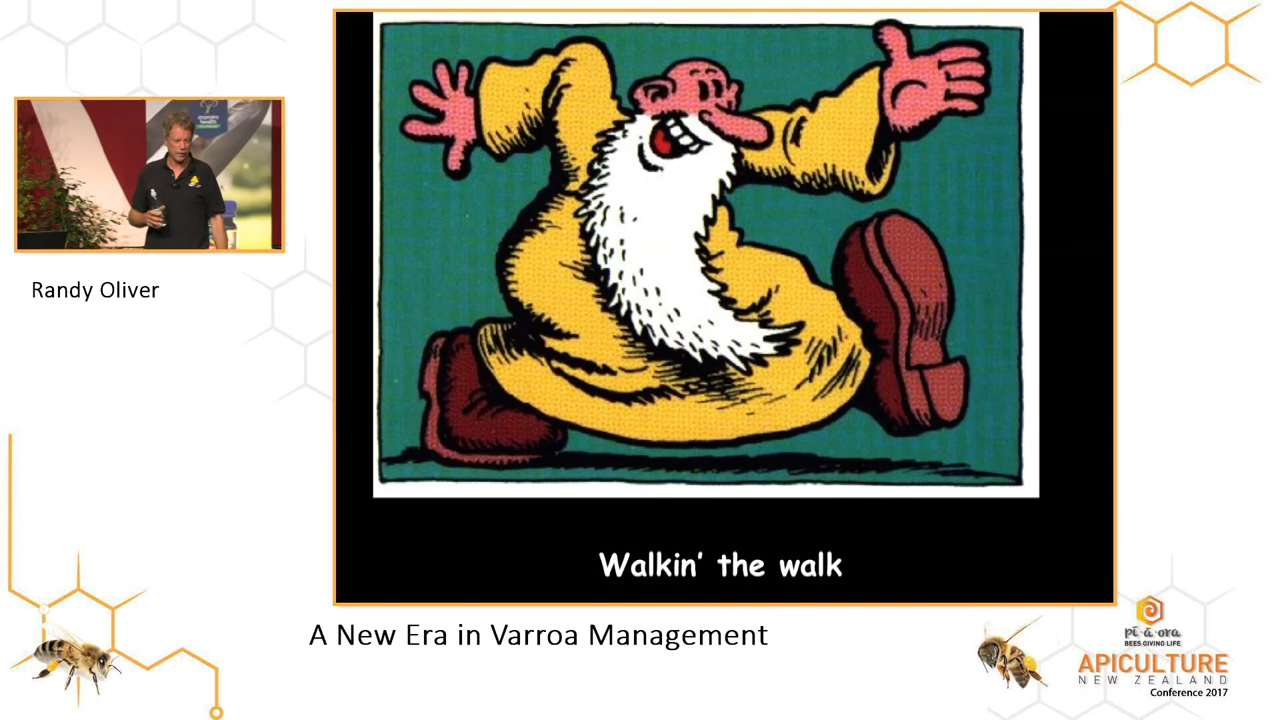 Randy Oliver
Walkin' the walk
A New Era in Varroa Management
pī-ā-ora
BEES GIVING LIFE
APICULTURE
NEW ZEALAND
Conference 2017